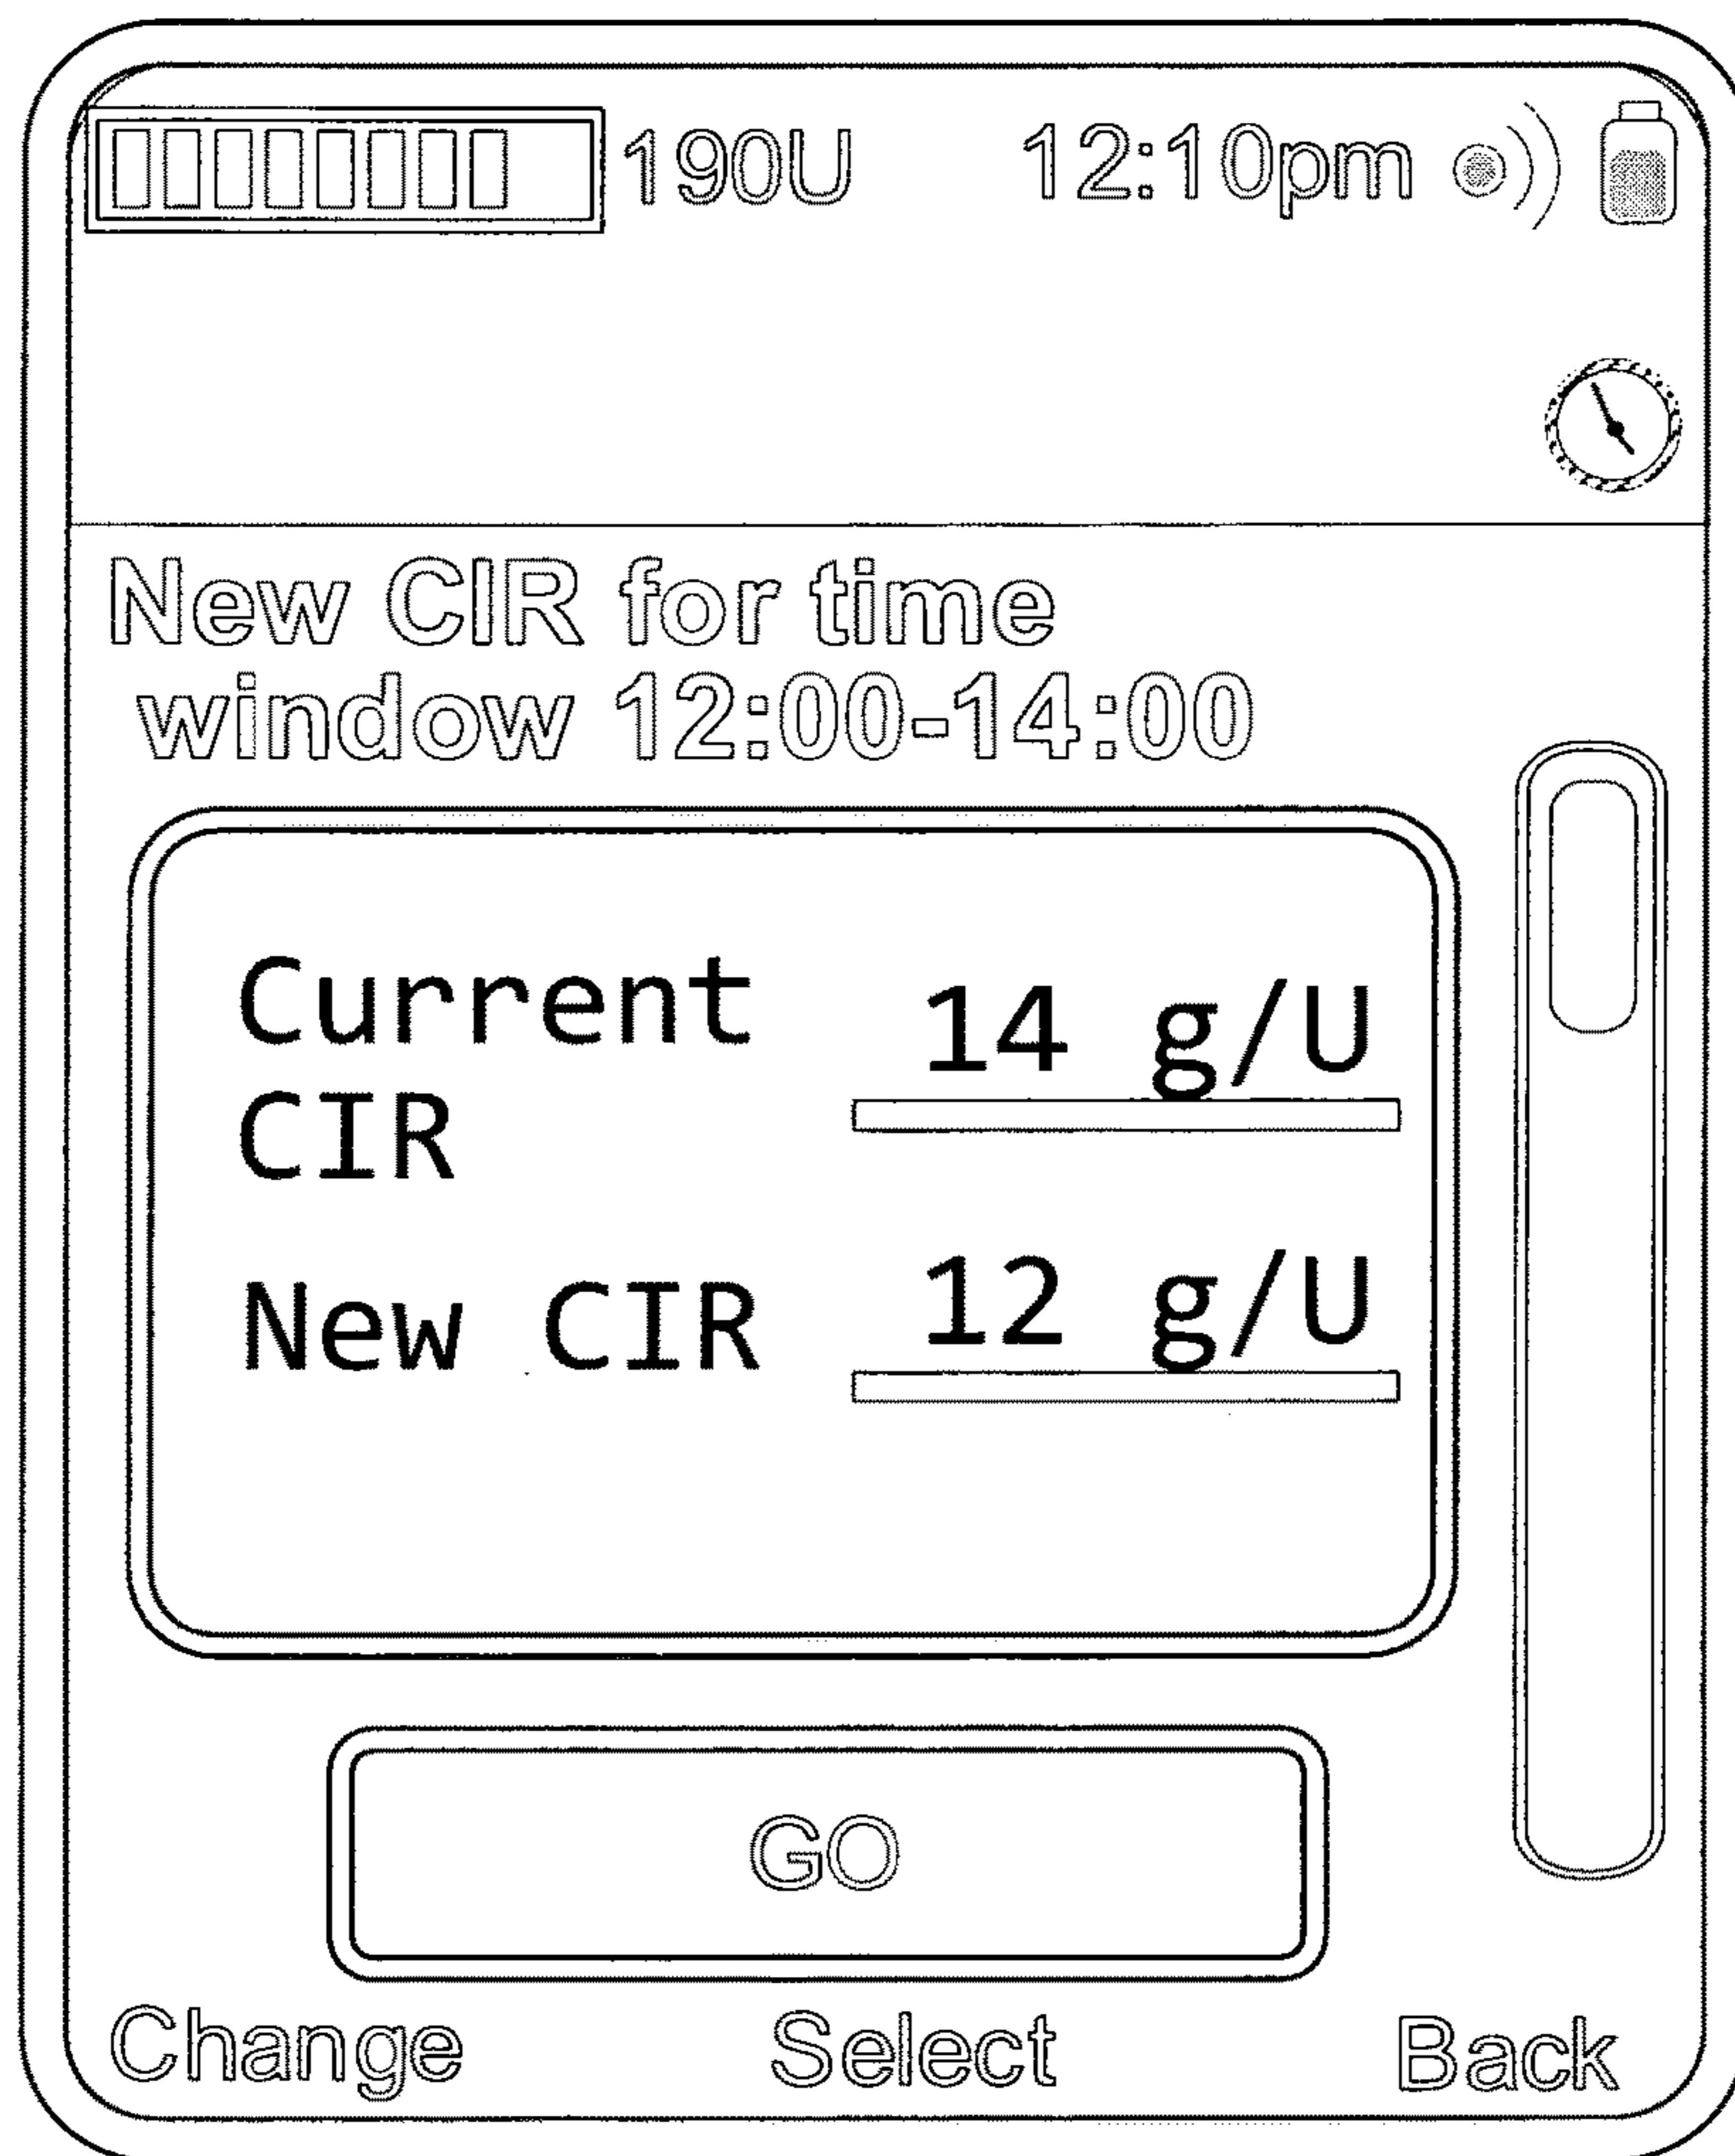 190U 12:10pm
New CIR for time
window 12:00-14:00
Current 14 g/U
CIR
New CIR 12 g/U
GO
Change Select Back